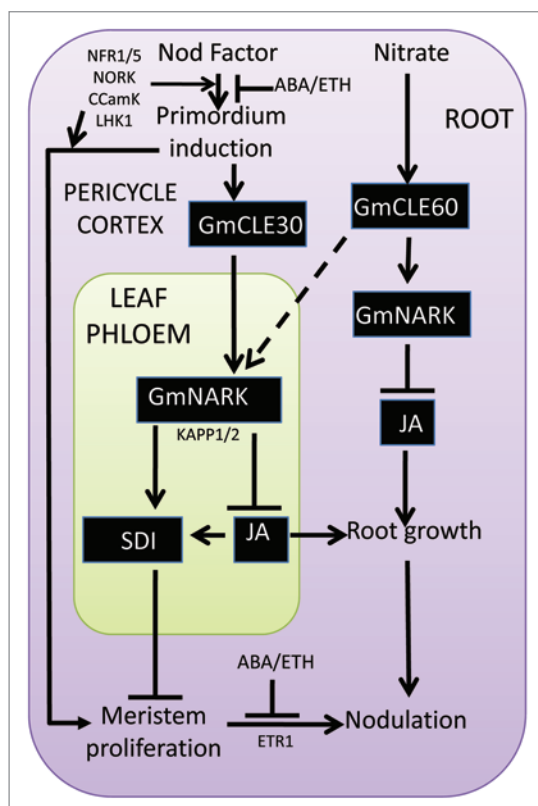 NFR1/5
NORK
CCamK
LHK1
Nod Factor
ABA/ETH
Primordium
induction
Nitrate
ROOT
PERICYCLE
CORTEX
GmCLE30
GmCLE60
LEAF
PHLOEM
GmNARK
GmNARK
KAPP1/2
JA
SDI
JA
Root growth
ABA/ETH
Meristem
proliferation
ETR1
Nodulation